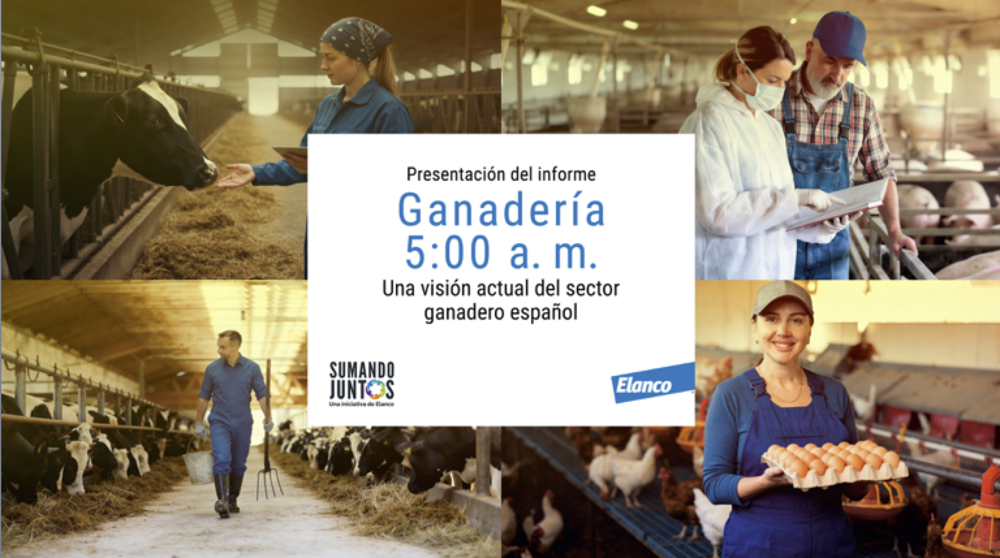 Presentación del informe
Ganadería
5:00 a. m.
Una visión actual del sector
ganadero español
SUMANDO
JUNTOS
Una iniciativa de Elanco
Elanco